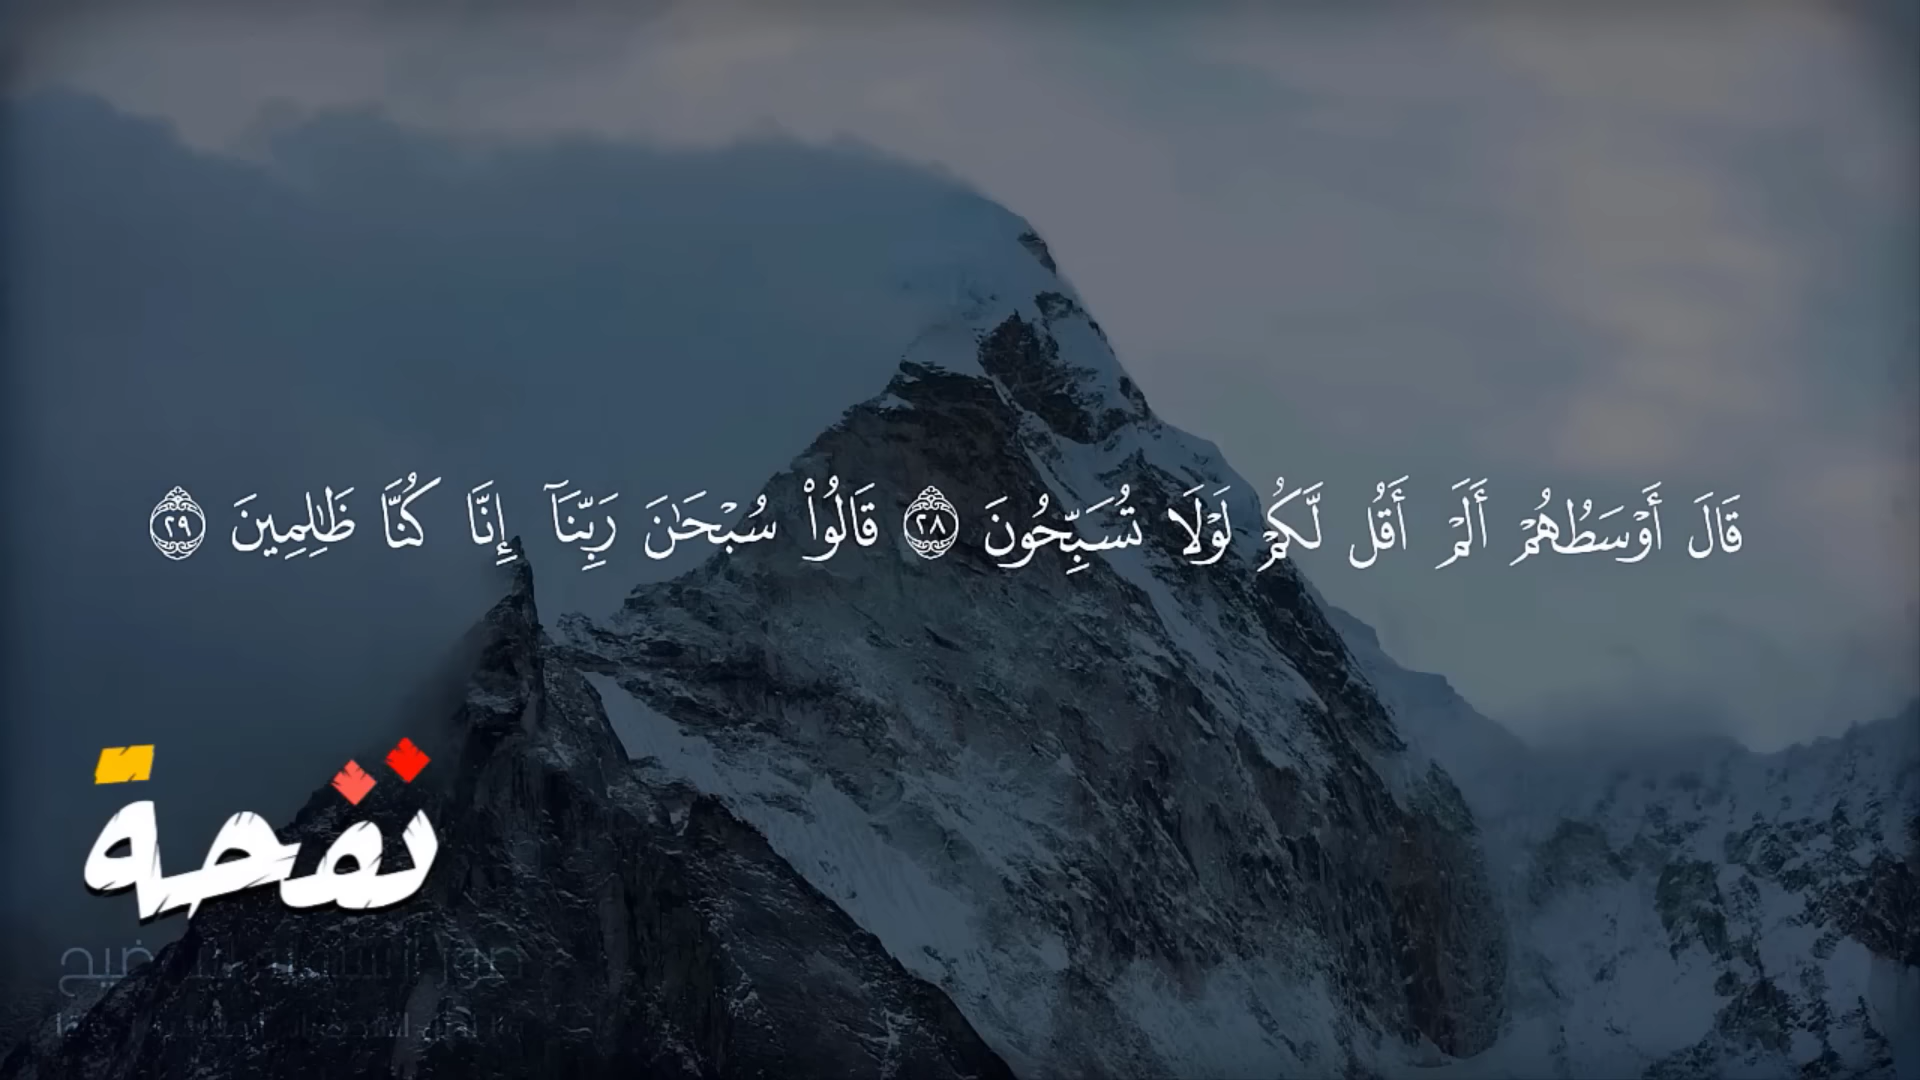 قَالَ أَوْسَطُهُمْ أَلَمْ أَقُل لَّكُمْ لَوْلَا تُسَبِّحُونَ ٢٨ قَالُوا۟ سُبْحَٰنَ رَبِّنَآ إِنَّا كُنَّا ظَٰلِمِينَ ٢٩
نفحة